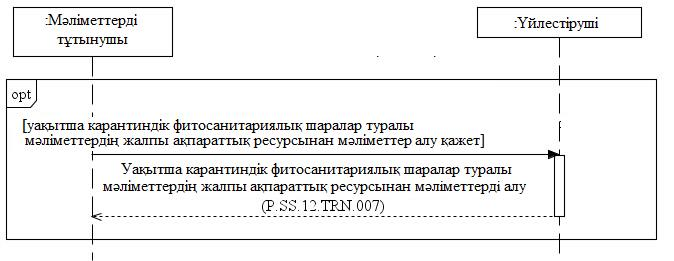 :Мәліметтерді
тұтынушы
:Үйлестіруші
opt
[уақытша карантиндік фитосанитариялық шаралар туралы
мәліметтердің жалпы ақпараттық ресурсынан мәліметтер алу қажет]
Уақытша карантиндік фитосанитариялық шаралар туралы
мәліметтердің жалпы ақпараттық ресурсынан мәліметтерді алу
(P.SS.12.TRN.007)